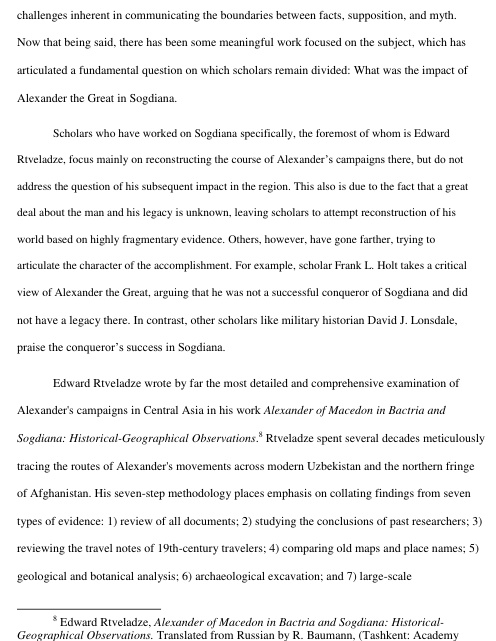 challenges inherent in communicating the boundaries between facts, supposition, and myth.
Now that being said, there has been some meaningful work focused on the subject, which has
articulated a fundamental question on which scholars remain divided: What was the impact of
Alexander the Great in Sogdiana.
Scholars who have worked on Sogdiana specifically, the foremost of whom is Edward
Rtveladze, focus mainly on reconstructing the course of Alexander’s campaigns there, but do not
address the question of his subsequent impact in the region. This also is due to the fact that a great
deal about the man and his legacy is unknown, leaving scholars to attempt reconstruction of his
world based on highly fragmentary evidence. Others, however, have gone farther, trying to
articulate the character of the accomplishment. For example, scholar Frank L. Holt takes a critical
view of Alexander the Great, arguing that he was not a successful conqueror of Sogdiana and did
not have a legacy there. In contrast, other scholars like military historian David J. Lonsdale,
praise the conqueror’s success in Sogdiana.
Edward Rtveladze wrote by far the most detailed and comprehensive examination of
Alexander's campaigns in Central Asia in his work Alexander of Macedon in Bactria and
Sogdiana: Historical-Geographical Observations.8 Rtveladze spent several decades meticulously
tracing the routes of Alexander's movements across modern Uzbekistan and the northern fringe
of Afghanistan. His seven-step methodology places emphasis on collating findings from seven
types of evidence: 1) review of all documents; 2) studying the conclusions of past researchers; 3)
reviewing the travel notes of 19th-century travelers; 4) comparing old maps and place names; 5)
geological and botanical analysis; 6) archaeological excavation; and 7) large-scale
8 Edward Rtveladze, Alexander of Macedon in Bactria and Sogdiana: Historical-
Geographical Observations. Translated from Russian by R. Baumann, (Tashkent: Academy